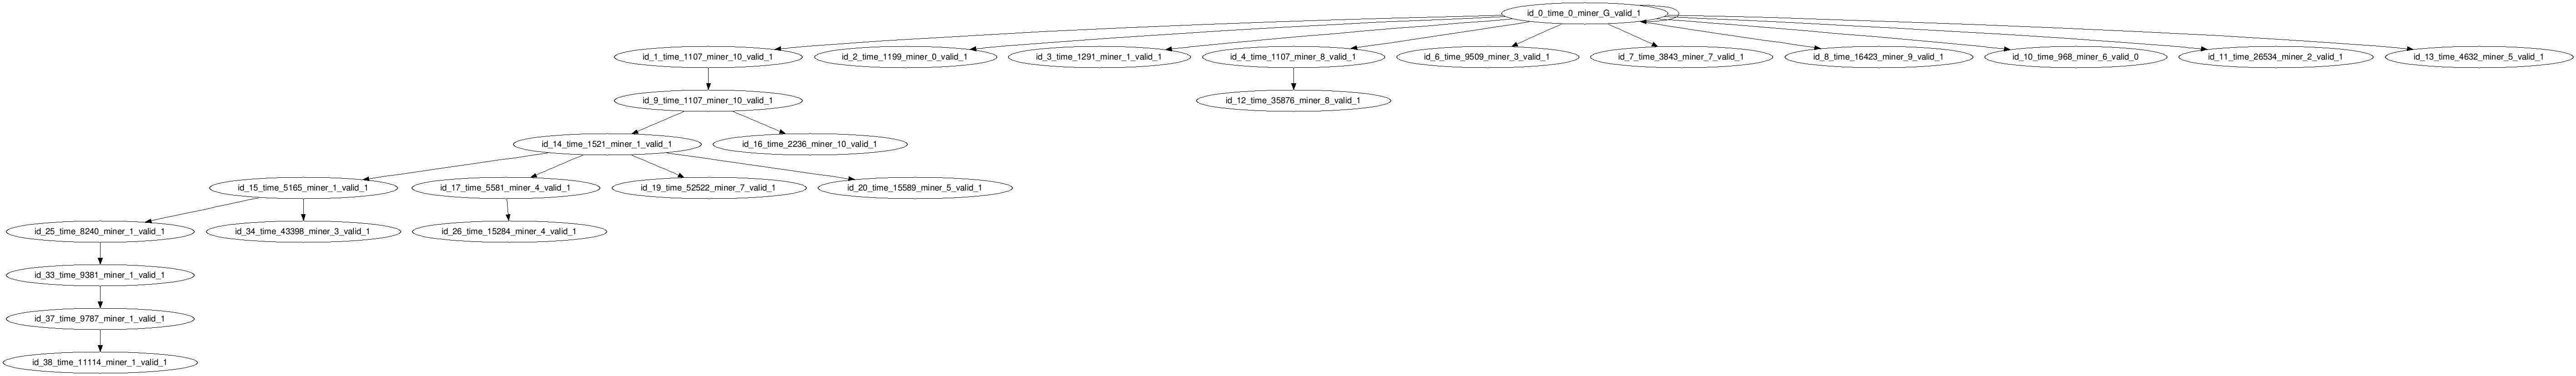 id_0_time_0_miner_G_valid_1
id_1_time_1107_miner_10_valid_1
id_2_time_1199_miner_0_valid_1
id_3_time_1291_miner_1_valid_1
id_4_time_1107_miner_8_valid_1
id_6_time_9509_miner_3_valid_1
id_7_time_3843_miner_7_valid_1
id_8_time_16423_miner_9_valid_1
id_10_time_968_miner_6_valid_0
id_11_time_26534_miner_2_valid_1
id_13_time_4632_miner_5_valid_1
id_9_time_1107_miner_10_valid_1
id_12_time_35876_miner_8_valid_1
id_14_time_1521_miner_1_valid_1
id_16_time_2236_miner_10_valid_1
id_15_time_5165_miner_1_valid_1
id_17_time_5581_miner_4_valid_1
id_19_time_52522_miner_7_valid_1
id_20_time_15589_miner_5_valid_1
id_25_time_8240_miner_1_valid_1
id_34_time_43398_miner_3_valid_1
id_26_time_15284_miner_4_valid_1
id_33_time_9381_miner_1_valid_1
id_37_time_9787_miner_1_valid_1
id_38_time_11114_miner_1_valid_1